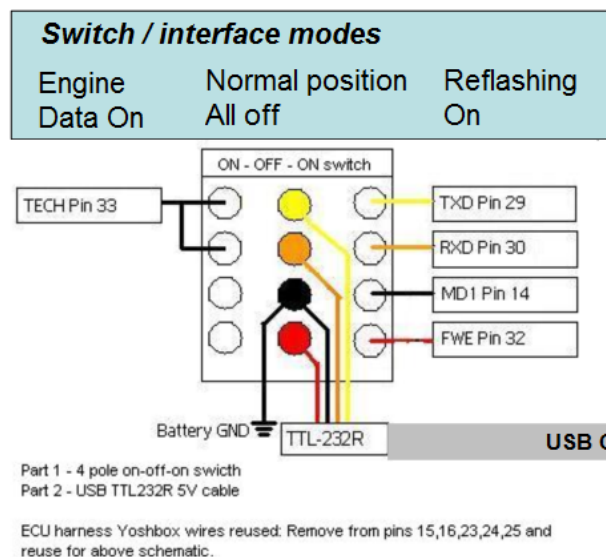 Switch / interface modes
Engine Data On
Normal position All off
Reflashing On
ON - OFF - ON switch
TECH Pin 33
TXD Pin 29
RXD Pin 30
MD1 Pin 14
FWE Pin 32
Battery GND
TTL-232R
USB
Part 1 - 4 pole on-off-on swicth
Part 2 - USB TTL232R 5V cable
ECU harness Yoshbox wires reused: Remove from pins 15,16,23,24,25 and
reuse for above schematic.